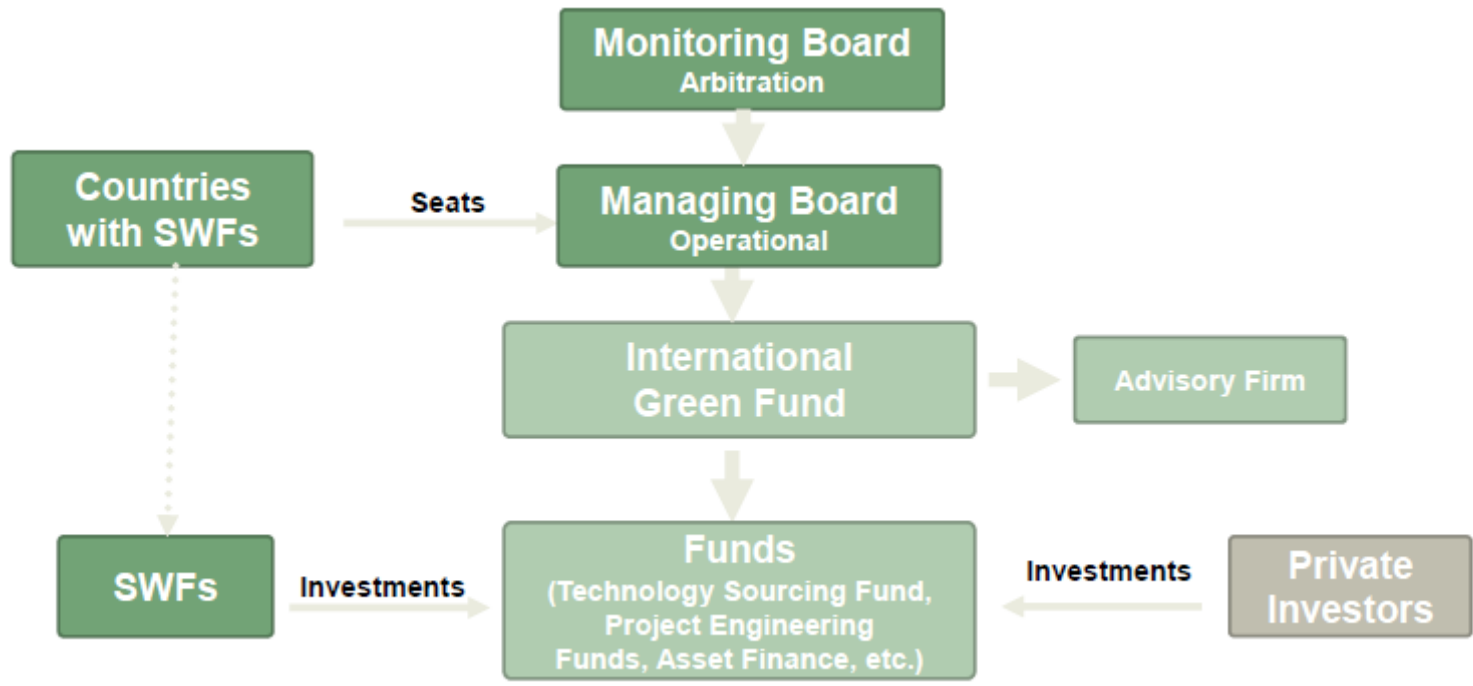 Monitoring Board
Arbitration
Countries
with SWFs
Seats
Managing Board
Operational
International
Green Fund
Advisory Firm
SWFs
Investments
Funds
(Technology Sourcing Fund,
Project Engineering
Funds, Asset Finance, etc.)
Investments
Private
Investors